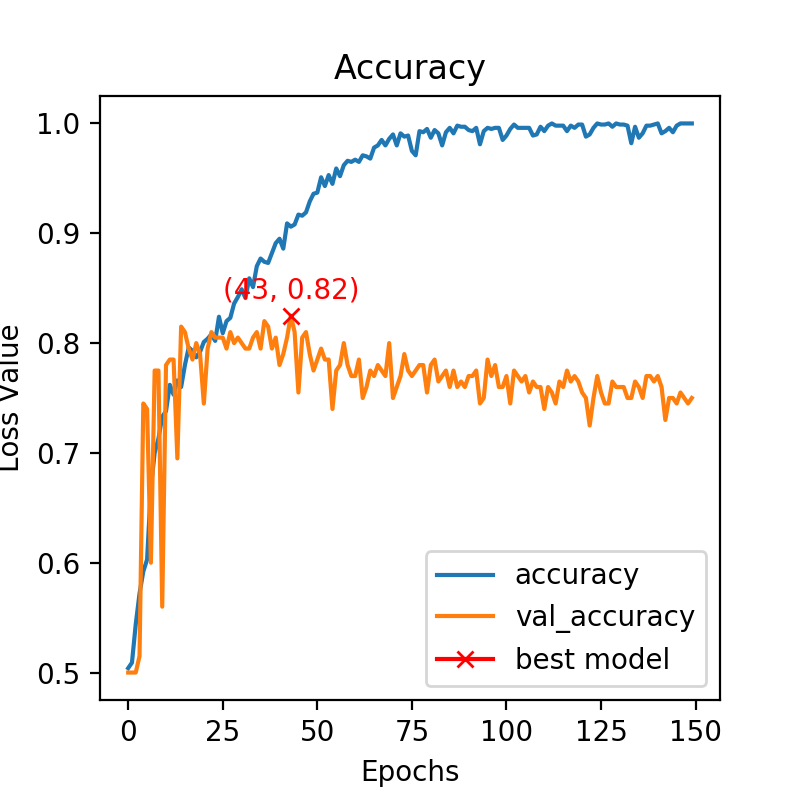 Accuracy
1.0
0.9
0.8
0.7
0.6
0.5
Loss Value
(43, 0.82)
accuracy
val_accuracy
best model
0 25 50 75 100 125 150
Epochs